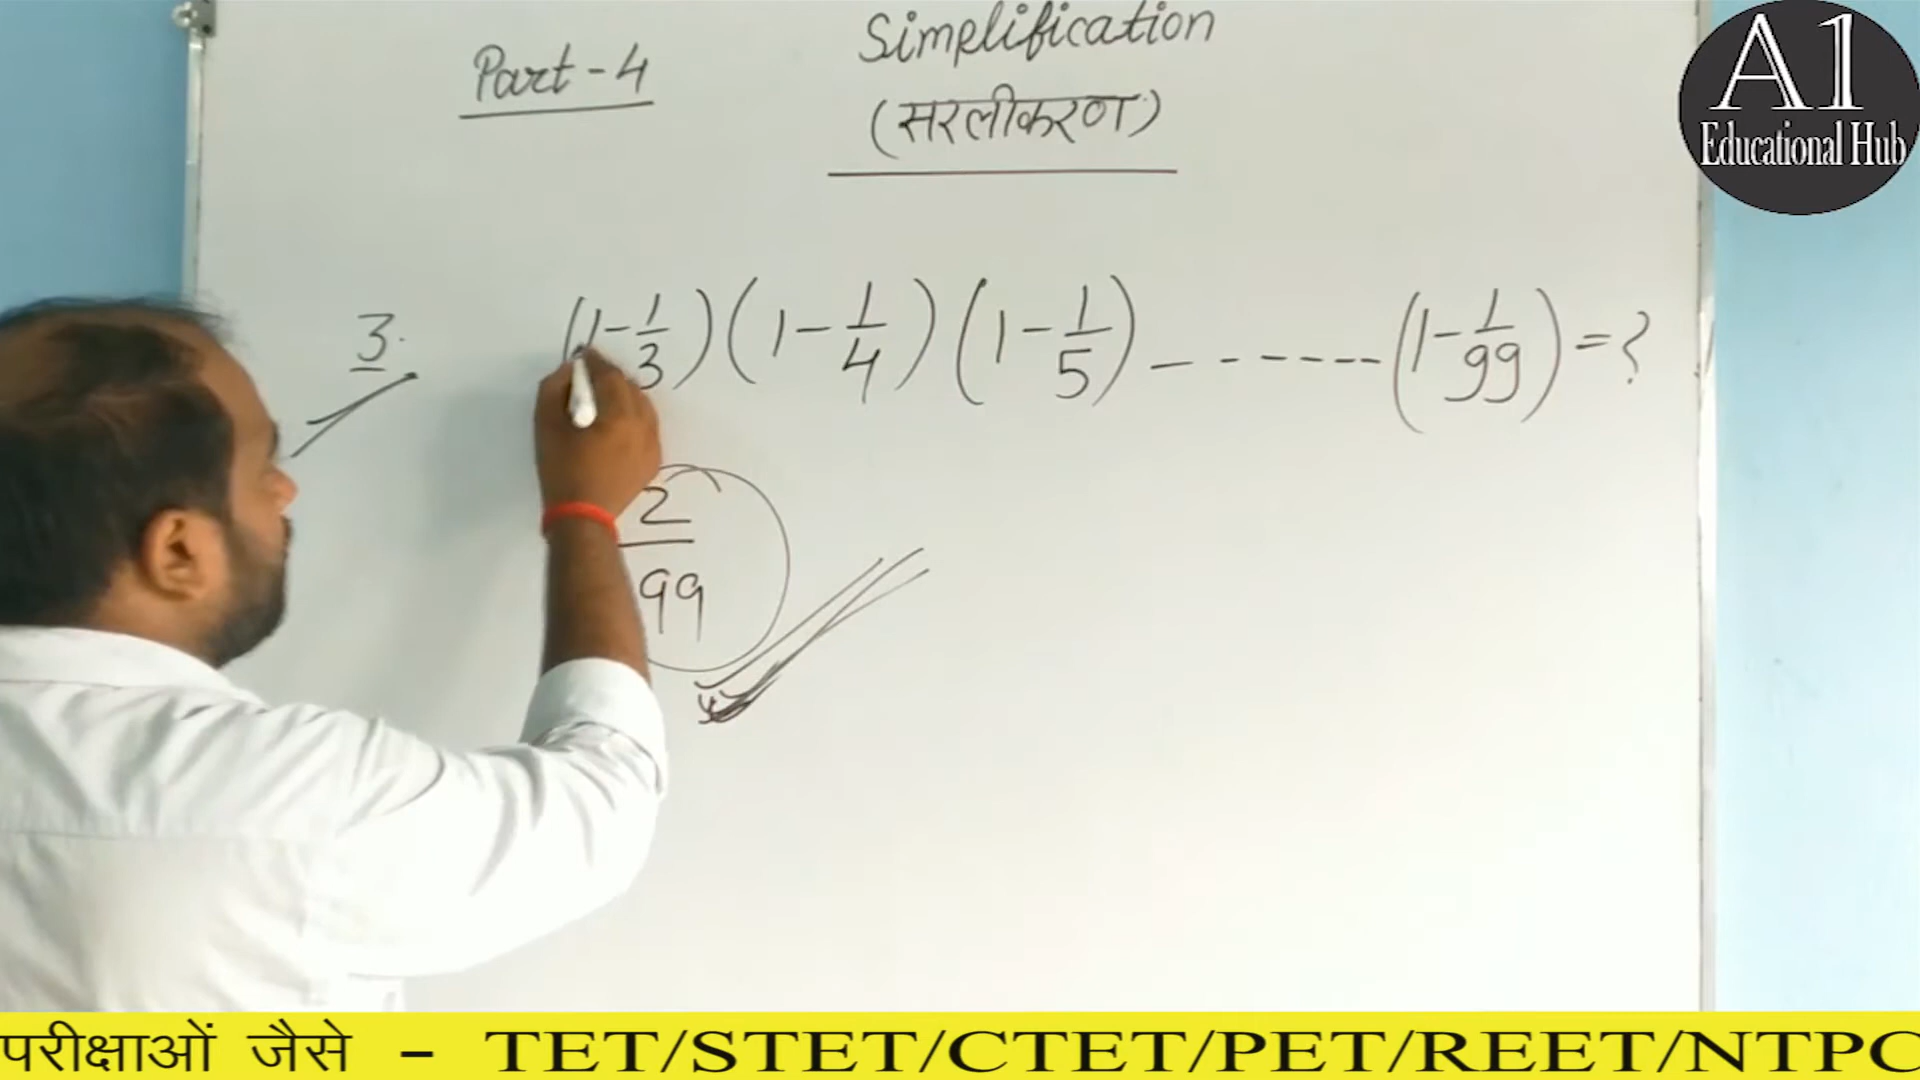 Part-4
Simplification
(सरलीकरण)
A1
Educational Hub
3. (1-1/3)(1-1/4)(1-1/5)-------(1-1/99)=?
2
99
परीक्षाओं जैसे - TET/STET/CTET/PET/REET/NTPC